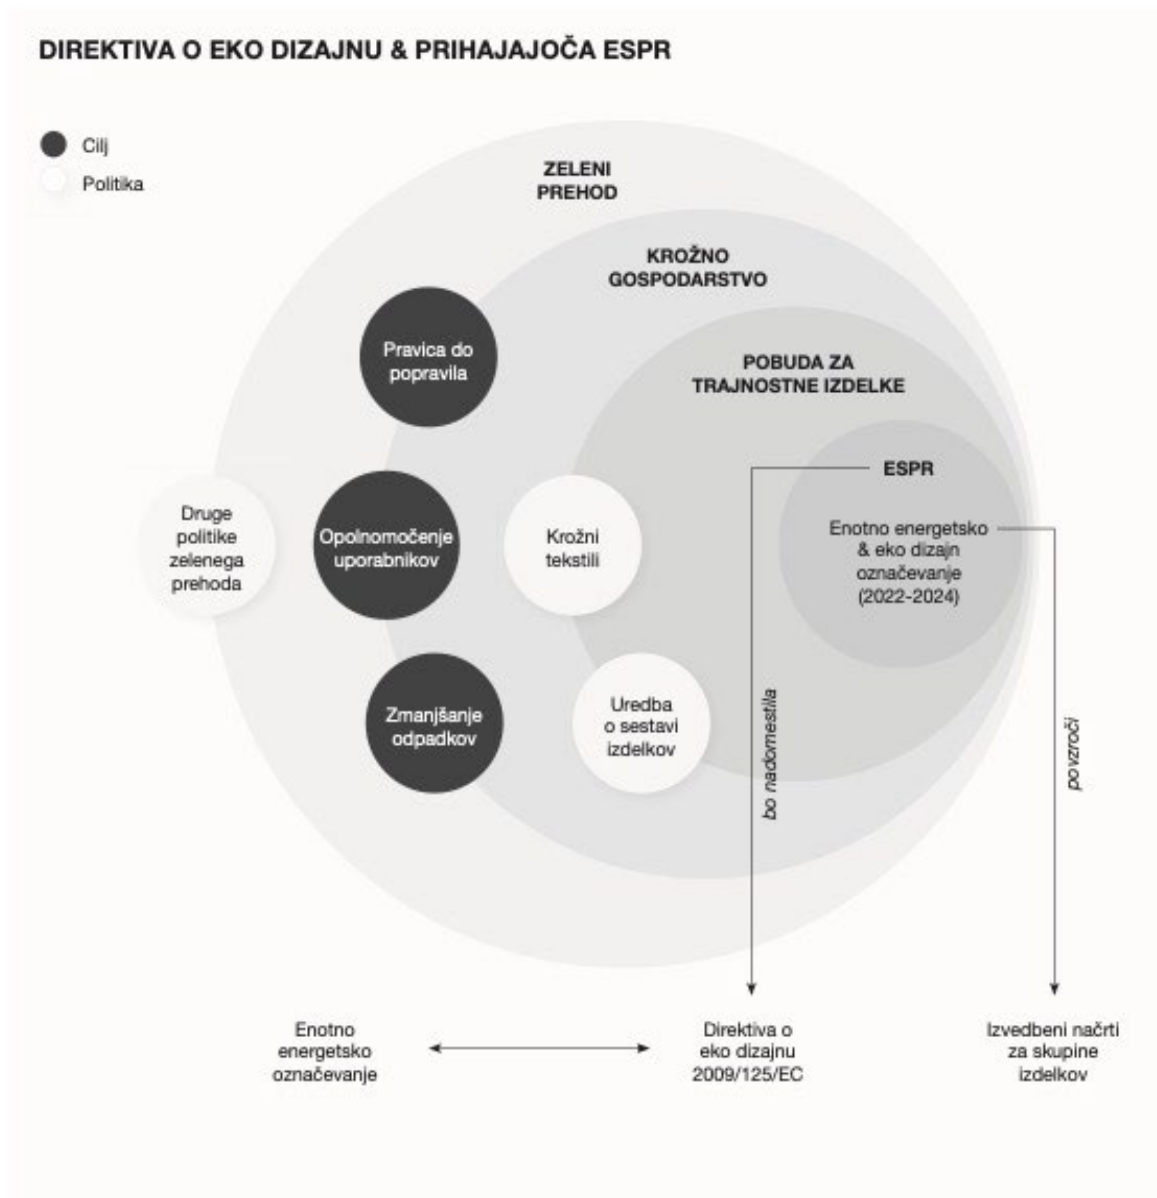 DIREKTIVA O EKO DIZAJNU & PRIHAJAJOČA ESPR
Cilj
Politika
ZELENI
PREHOD
KROŽNO
GOSPODARSTVO
POBUDA ZA
TRAJNOSTNE IZDELKE
ESPR
Enotno energetsko
& eko dizajn
označevanje
(2022-2024)
Pravica do
popravila
Druge
politike
zelenega
prehoda
Opolnomočenje
uporabnikov
Krožni
tekstili
Zmanjšanje
odpadkov
Uredba
o sestavi
izdelkov
bo nadomestila
povzroči
Enotno
energetsko
označevanje
Direktiva o
eko dizajnu
2009/125/EC
Izvedbeni načrti
za skupine
izdelkov